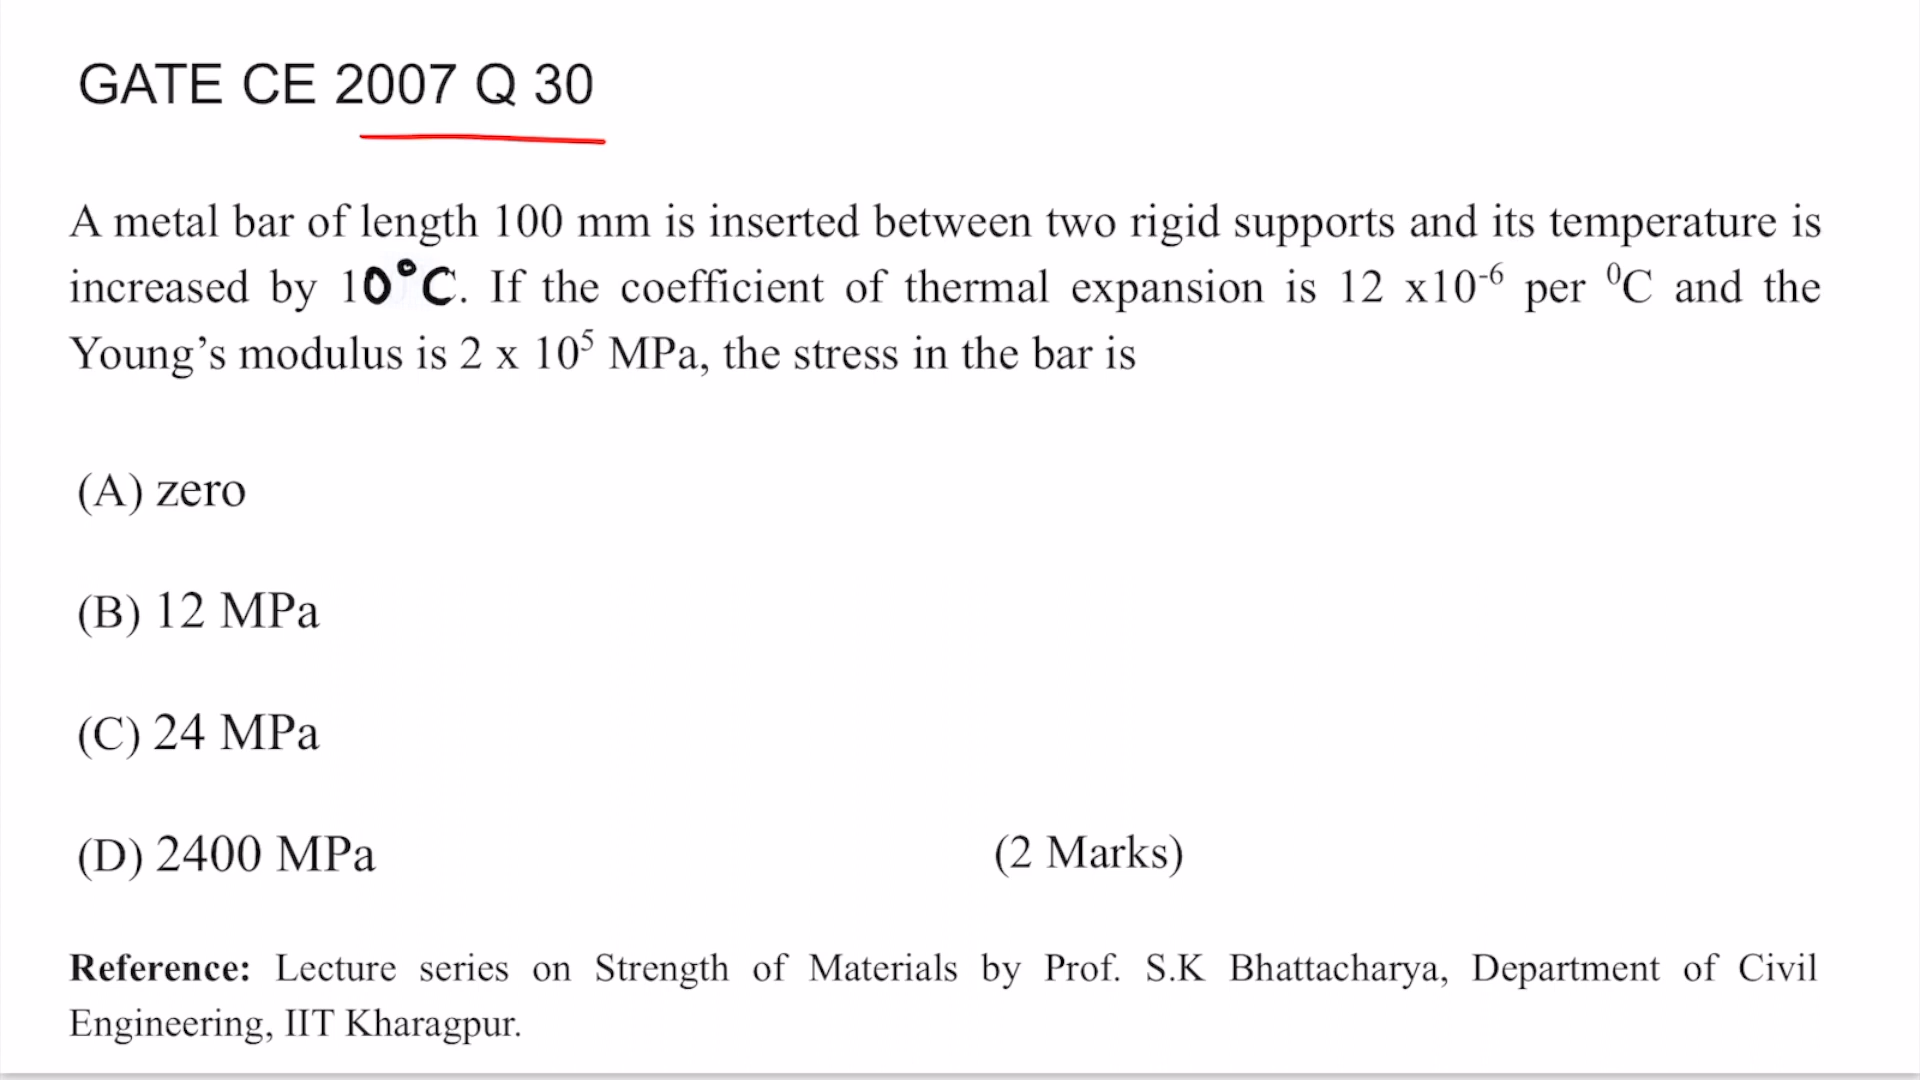 GATE CE 2007 Q 30
A metal bar of length 100 mm is inserted between two rigid supports and its temperature is
increased by 10°C. If the coefficient of thermal expansion is 12 x10⁻⁶ per ⁰C and the
Young’s modulus is 2 x 10⁵ MPa, the stress in the bar is
(A) zero
(B) 12 MPa
(C) 24 MPa
(D) 2400 MPa (2 Marks)
Reference: Lecture series on Strength of Materials by Prof. S.K Bhattacharya, Department of Civil
Engineering, IIT Kharagpur.